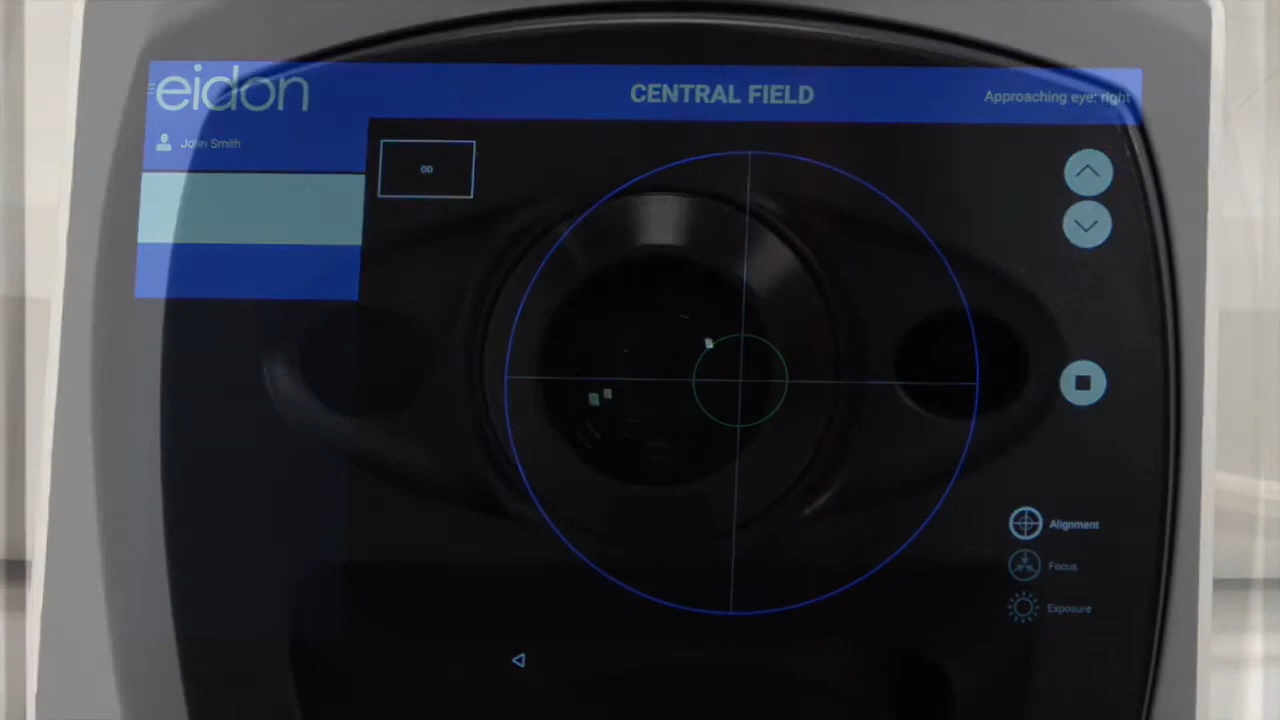 eidon
CENTRAL FIELD
Approaching eye: right
John Smith
OD
Alignment
Focus
Exposure